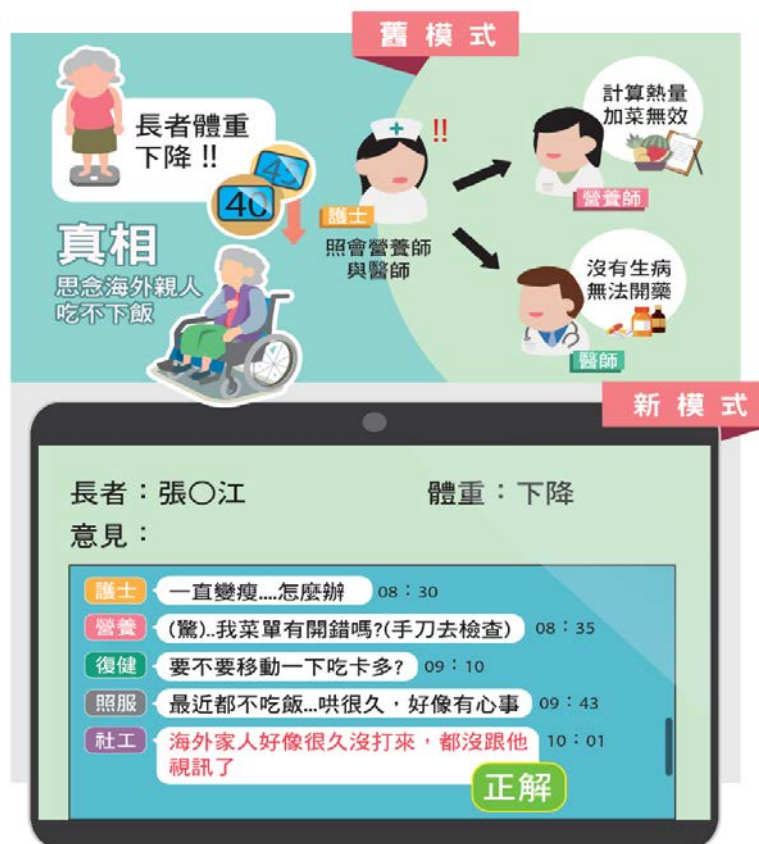 舊模式
長者體重
下降!!
45
40
真相
思念海外親人
吃不下飯
!!
護士
照會營養師
與醫師
計算熱量
加菜無效
營養師
沒有生病
無法開藥
醫師
新模式
長者：張〇江 體重：下降
意見：
護士 一直變瘦....怎麼辦 08：30
營養 (驚)..我菜單有開錯嗎?(手刀去檢查) 08：35
復健 要不要移動一下吃卡多? 09：10
照服 最近都不吃飯...哄很久，好像有心事 09：43
社工 海外家人好像很久沒打來，都沒跟他 10：01
視訊了
正解